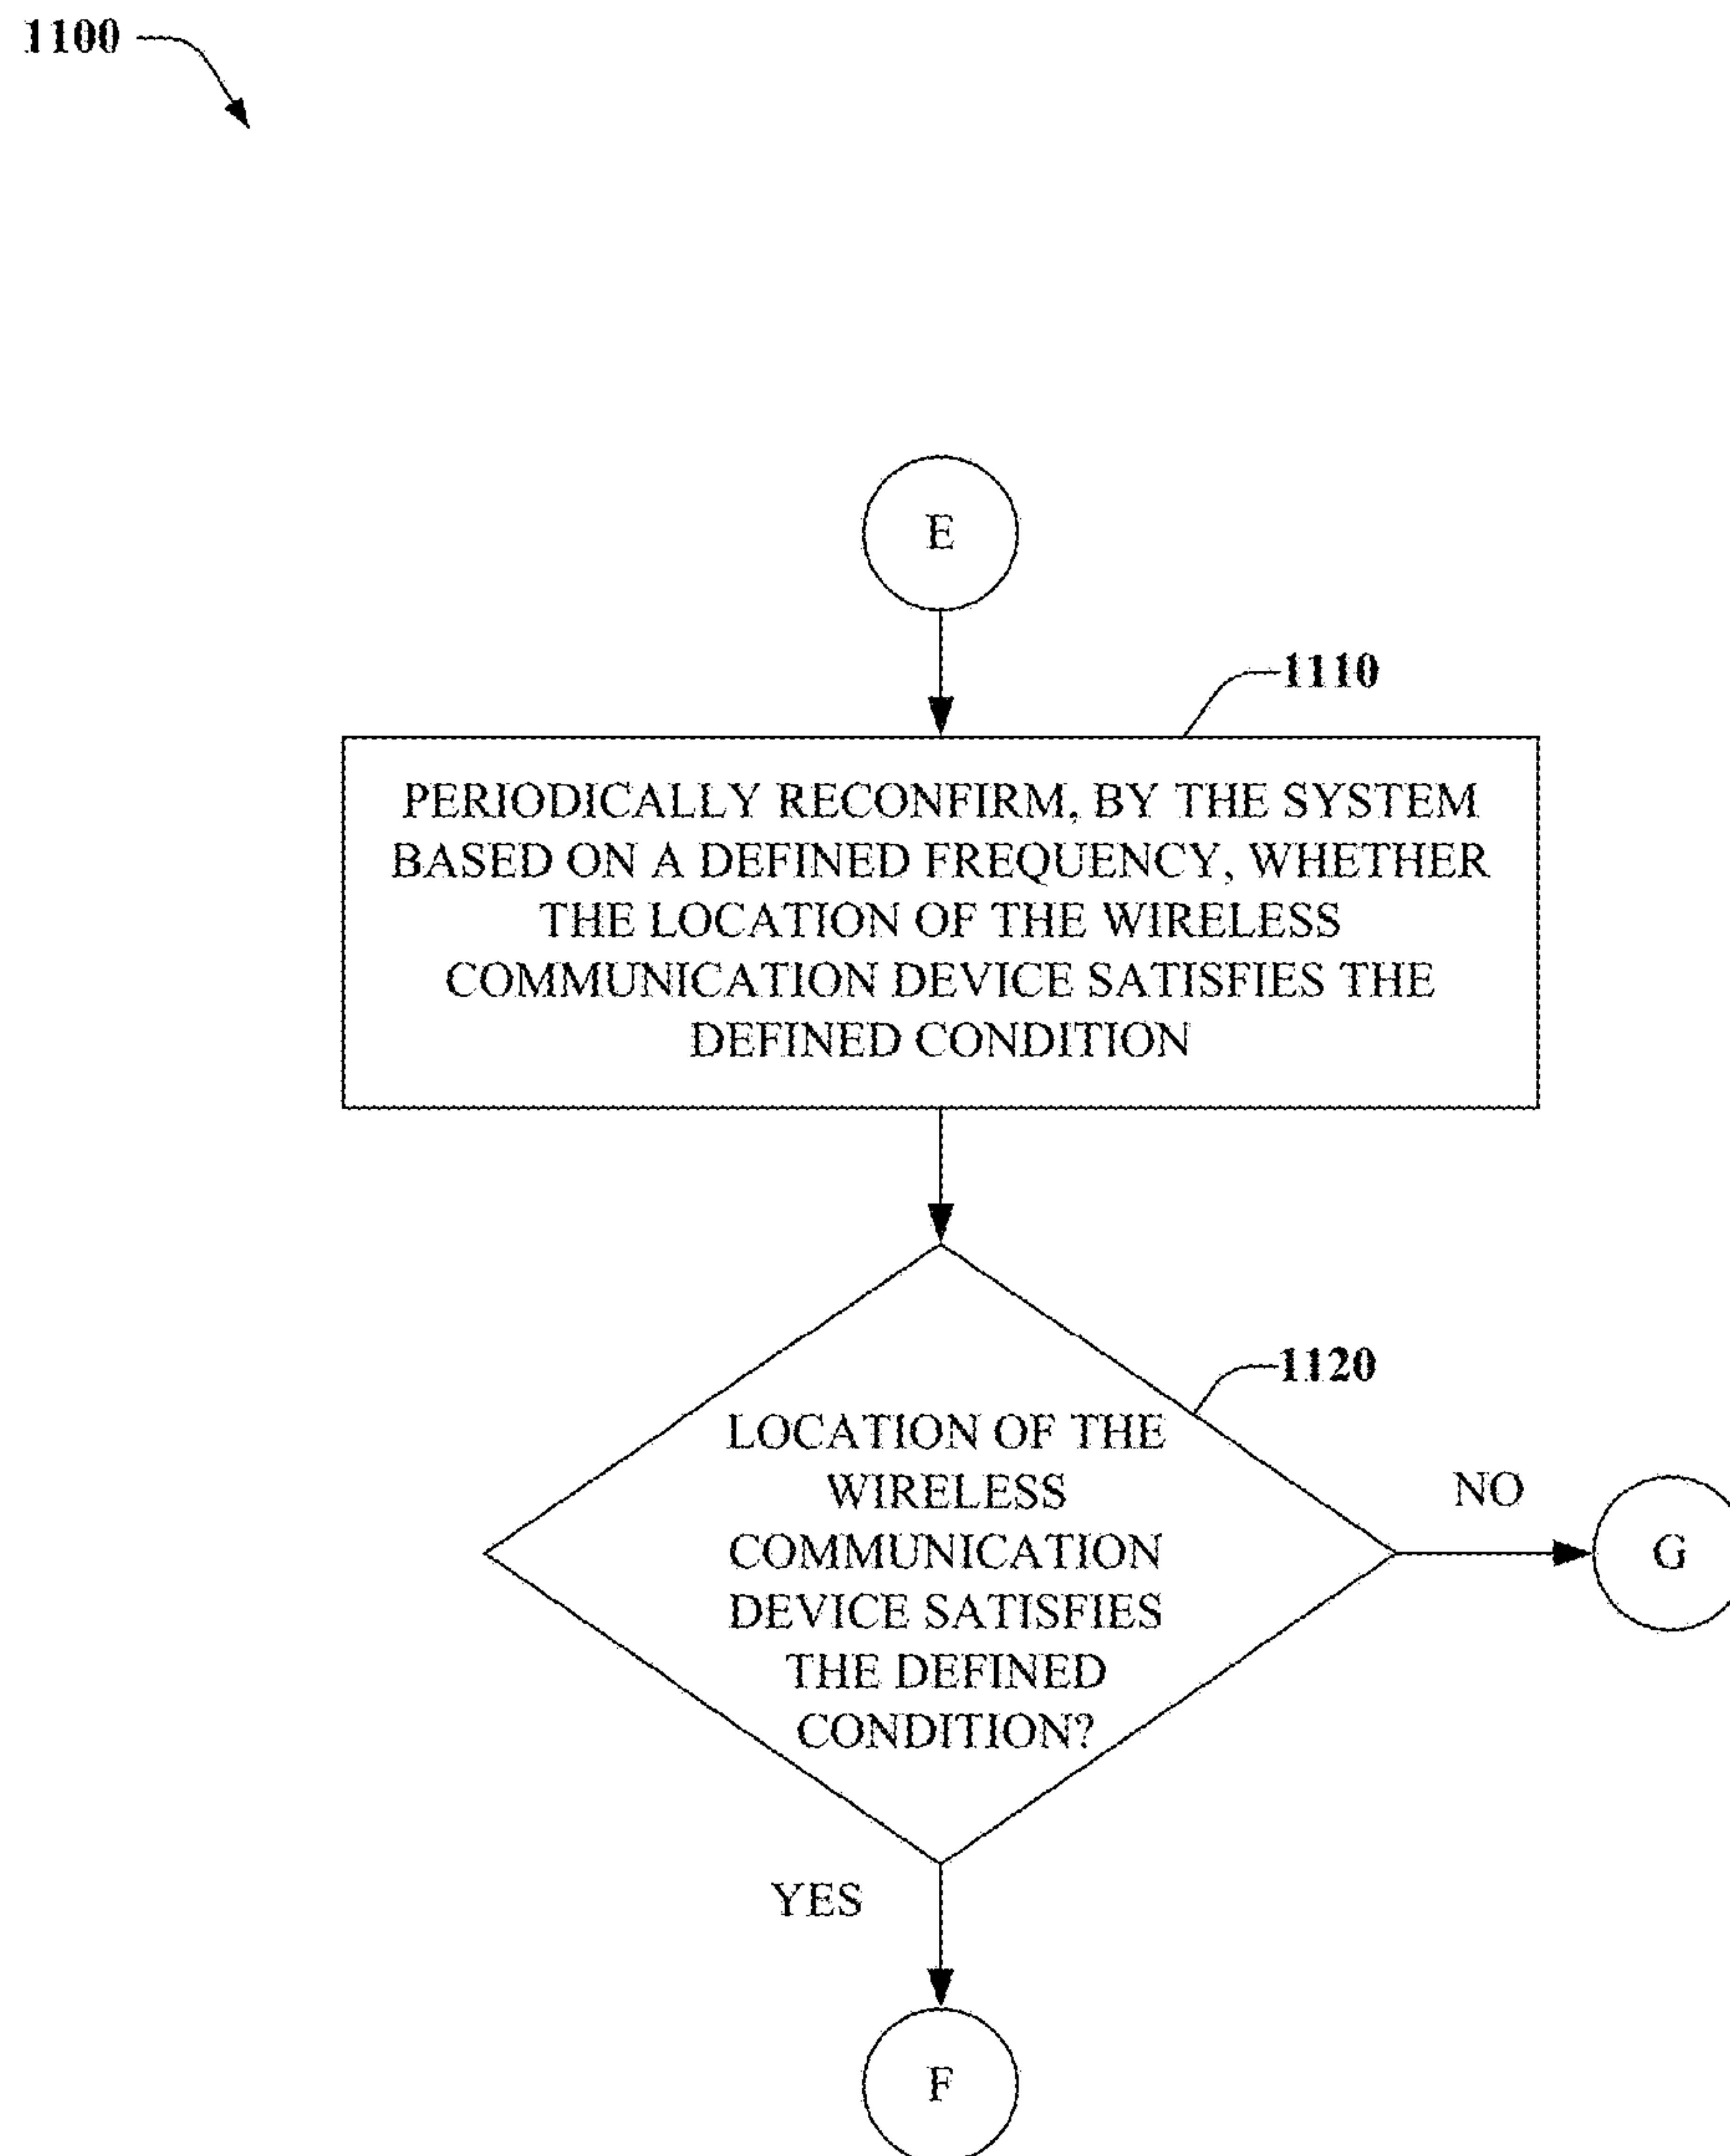 1100
E
1110
PERIODICALLY RECONFIRM, BY THE SYSTEM
BASED ON A DEFINED FREQUENCY, WHETHER
THE LOCATION OF THE WIRELESS
COMMUNICATION DEVICE SATISFIES THE
DEFINED CONDITION
1120
LOCATION OF THE
WIRELESS
COMMUNICATION
DEVICE SATISFIES
THE DEFINED
CONDITION?
NO
G
YES
F